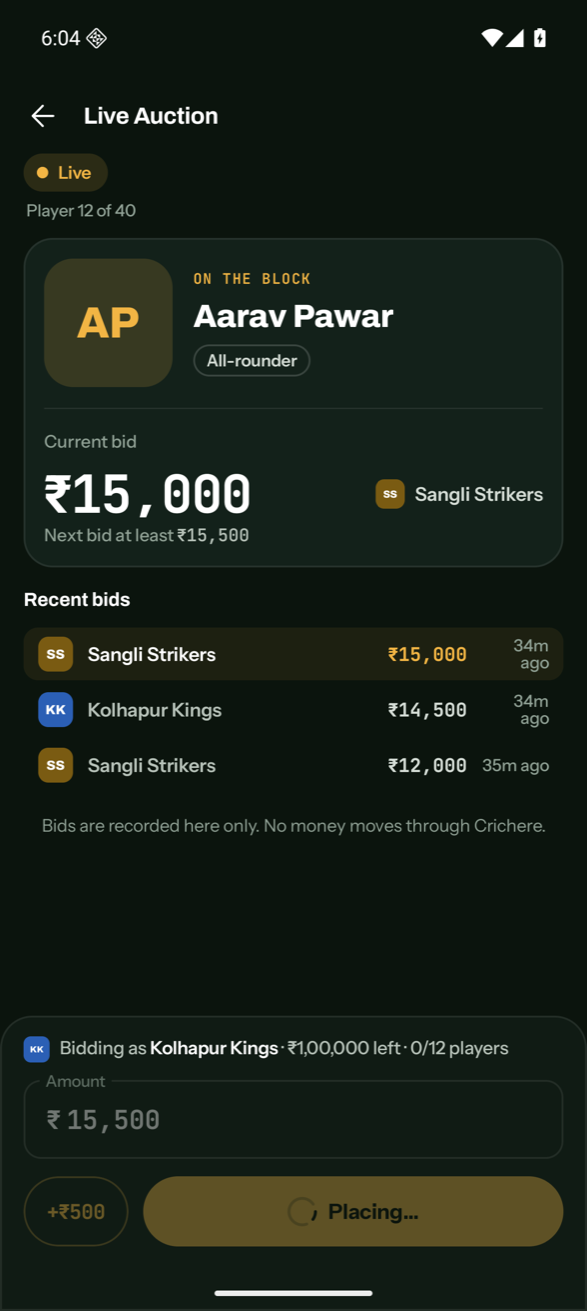 6:04
Live Auction
Live
Player 12 of 40
AP
ON THE BLOCK
Aarav Pawar
All-rounder
Current bid
₹15,000
SS Sangli Strikers
Next bid at least ₹15,500
Recent bids
SS Sangli Strikers ₹15,000 34m
ago
KK Kolhapur Kings ₹14,500 34m
ago
SS Sangli Strikers ₹12,000 35m ago
Bids are recorded here only. No money moves through Crichere.
KK Bidding as Kolhapur Kings · ₹1,00,000 left · 0/12 players
Amount
₹ 15,500
+₹500
Placing...